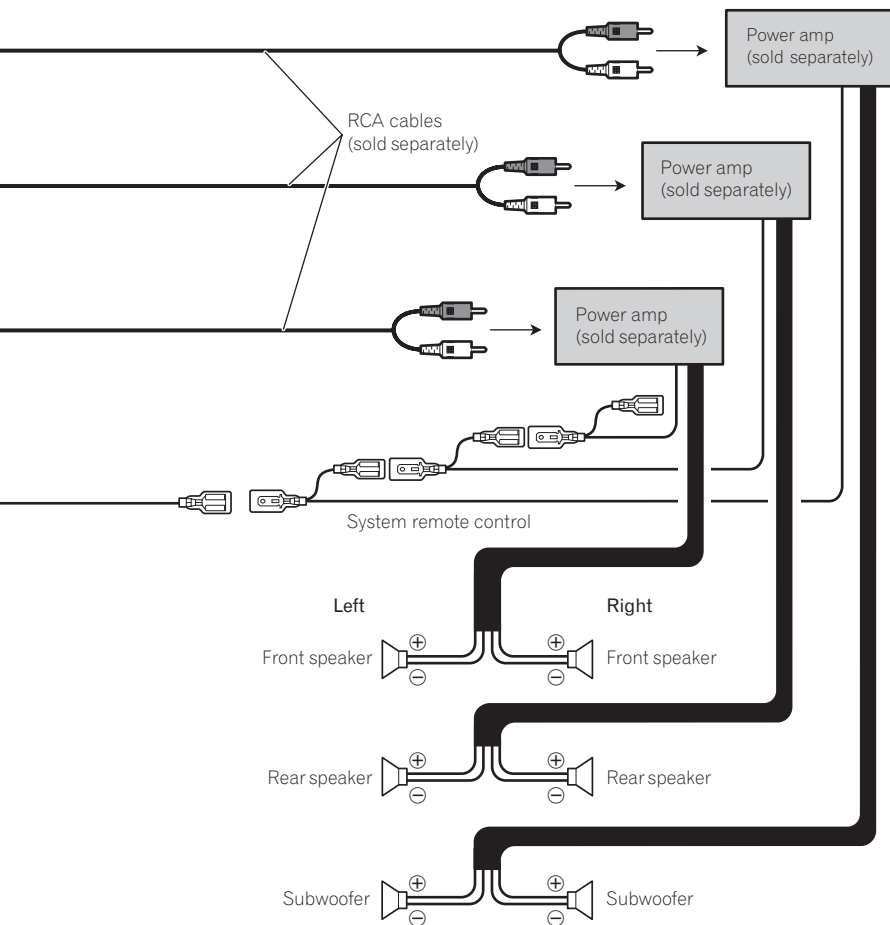 Power amp
(sold separately)
RCA cables
(sold separately)
Power amp
(sold separately)
Power amp
(sold separately)
System remote control
Left
Right
Front speaker
⊕
⊖
⊕
⊖
Front speaker
Rear speaker
⊕
⊖
⊕
⊖
Rear speaker
Subwoofer
⊕
⊖
⊕
⊖
Subwoofer